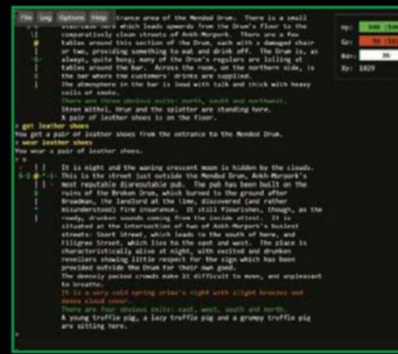 File Log Options Help
trance area of the Mended Drum. There is a small
staircase here which leads upwards from the Drum's floor to the
comparatively clean streets of Ankh-Morpork. There are a few
tables around this section of the Drum, each with a damaged chair
or two, providing something to eat and drink off. The Drum is, as
always, quite busy; many of the Drum's regulars are lolling at
tables around the bar. Across the room, on the northern side, is
the bar where the customers' drinks are supplied.
The atmosphere in the bar is loud with talk and thick with heavy
coils of smoke.
There are three obvious exits: north, south and northwest.
Stren Withel, Hrun and the splatter are standing here.
A pair of leather shoes is on the floor.
> get leather shoes
You get a pair of leather shoes from the entrance to the Mended Drum.
> wear leather shoes
You wear a pair of leather shoes.
It is night and the waning crescent moon is hidden by the clouds.
This is the street just outside the Mended Drum, Ankh-Morpork's
most reputable disreputable pub. The pub has been built on the
ruins of the Broken Drum, which burned to the ground after
Broadman, the landlord at the time, discovered (and rather
misunderstood) fire insurance. It still flourishes, though, as the
rowdy, drunken sounds coming from the inside attest. It is
situated at the intersection of two of Ankh-Morpork's busiest
streets: Short Street, which leads to the south of here, and
Filigree Street, which lies to the east and west. The place is
characteristically alive at night, with excited and drunken
revellers showing little respect for the sign which has been
provided outside the Drum for their own good.
The densely packed crowds make it difficult to move, and unpleasant
to breathe.
It is a very cold spring prime's night with slight breezes and
dense cloud cover.
There are four obvious exits: east, west, south and north.
A young truffle pig, a lazy truffle pig and a grumpy truffle pig
are sitting here.
>
Hp:
Gp:
Xp: 1029